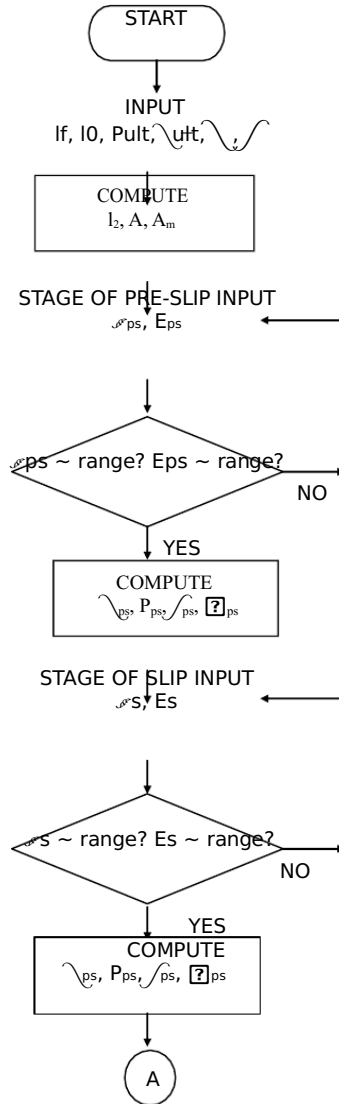 START
INPUT
lf, l0, Pult, ult,
COMPUTE
l₂, A, Aₘ
STAGE OF PRE-SLIP INPUT
ps, Eps
ps ~ range? Eps ~ range?
NO
YES
COMPUTE
ps, Pps, ps, ps
STAGE OF SLIP INPUT
s, Es
s ~ range? Es ~ range?
NO
YES
COMPUTE
ps, Pps, ps, ps
A